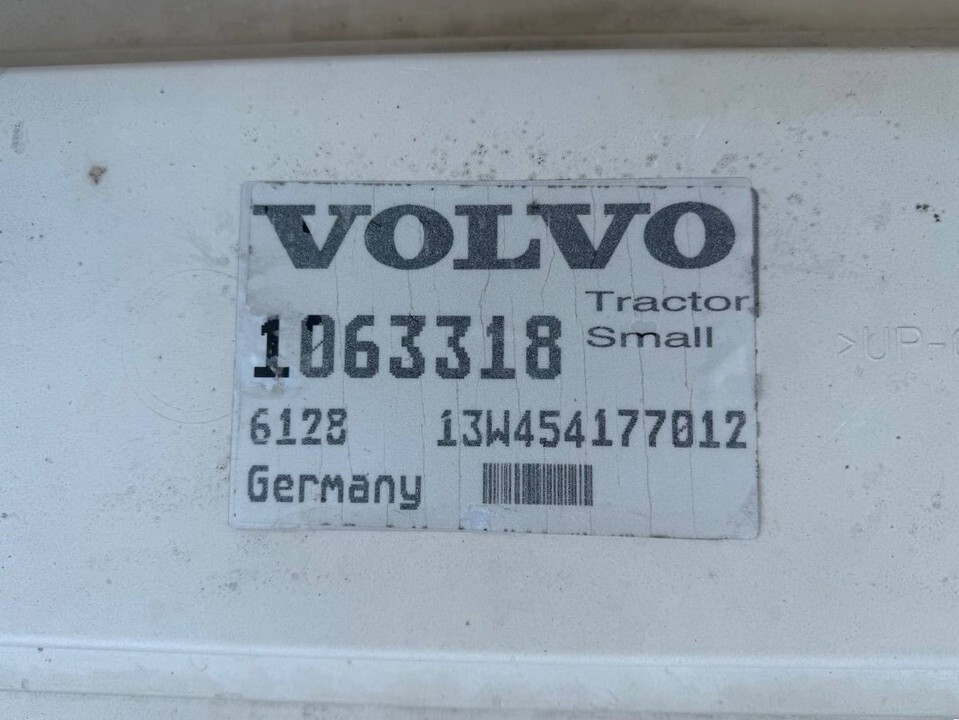 VOLVO
Tractor
Small
1063318
6128 13W454177012
Germany